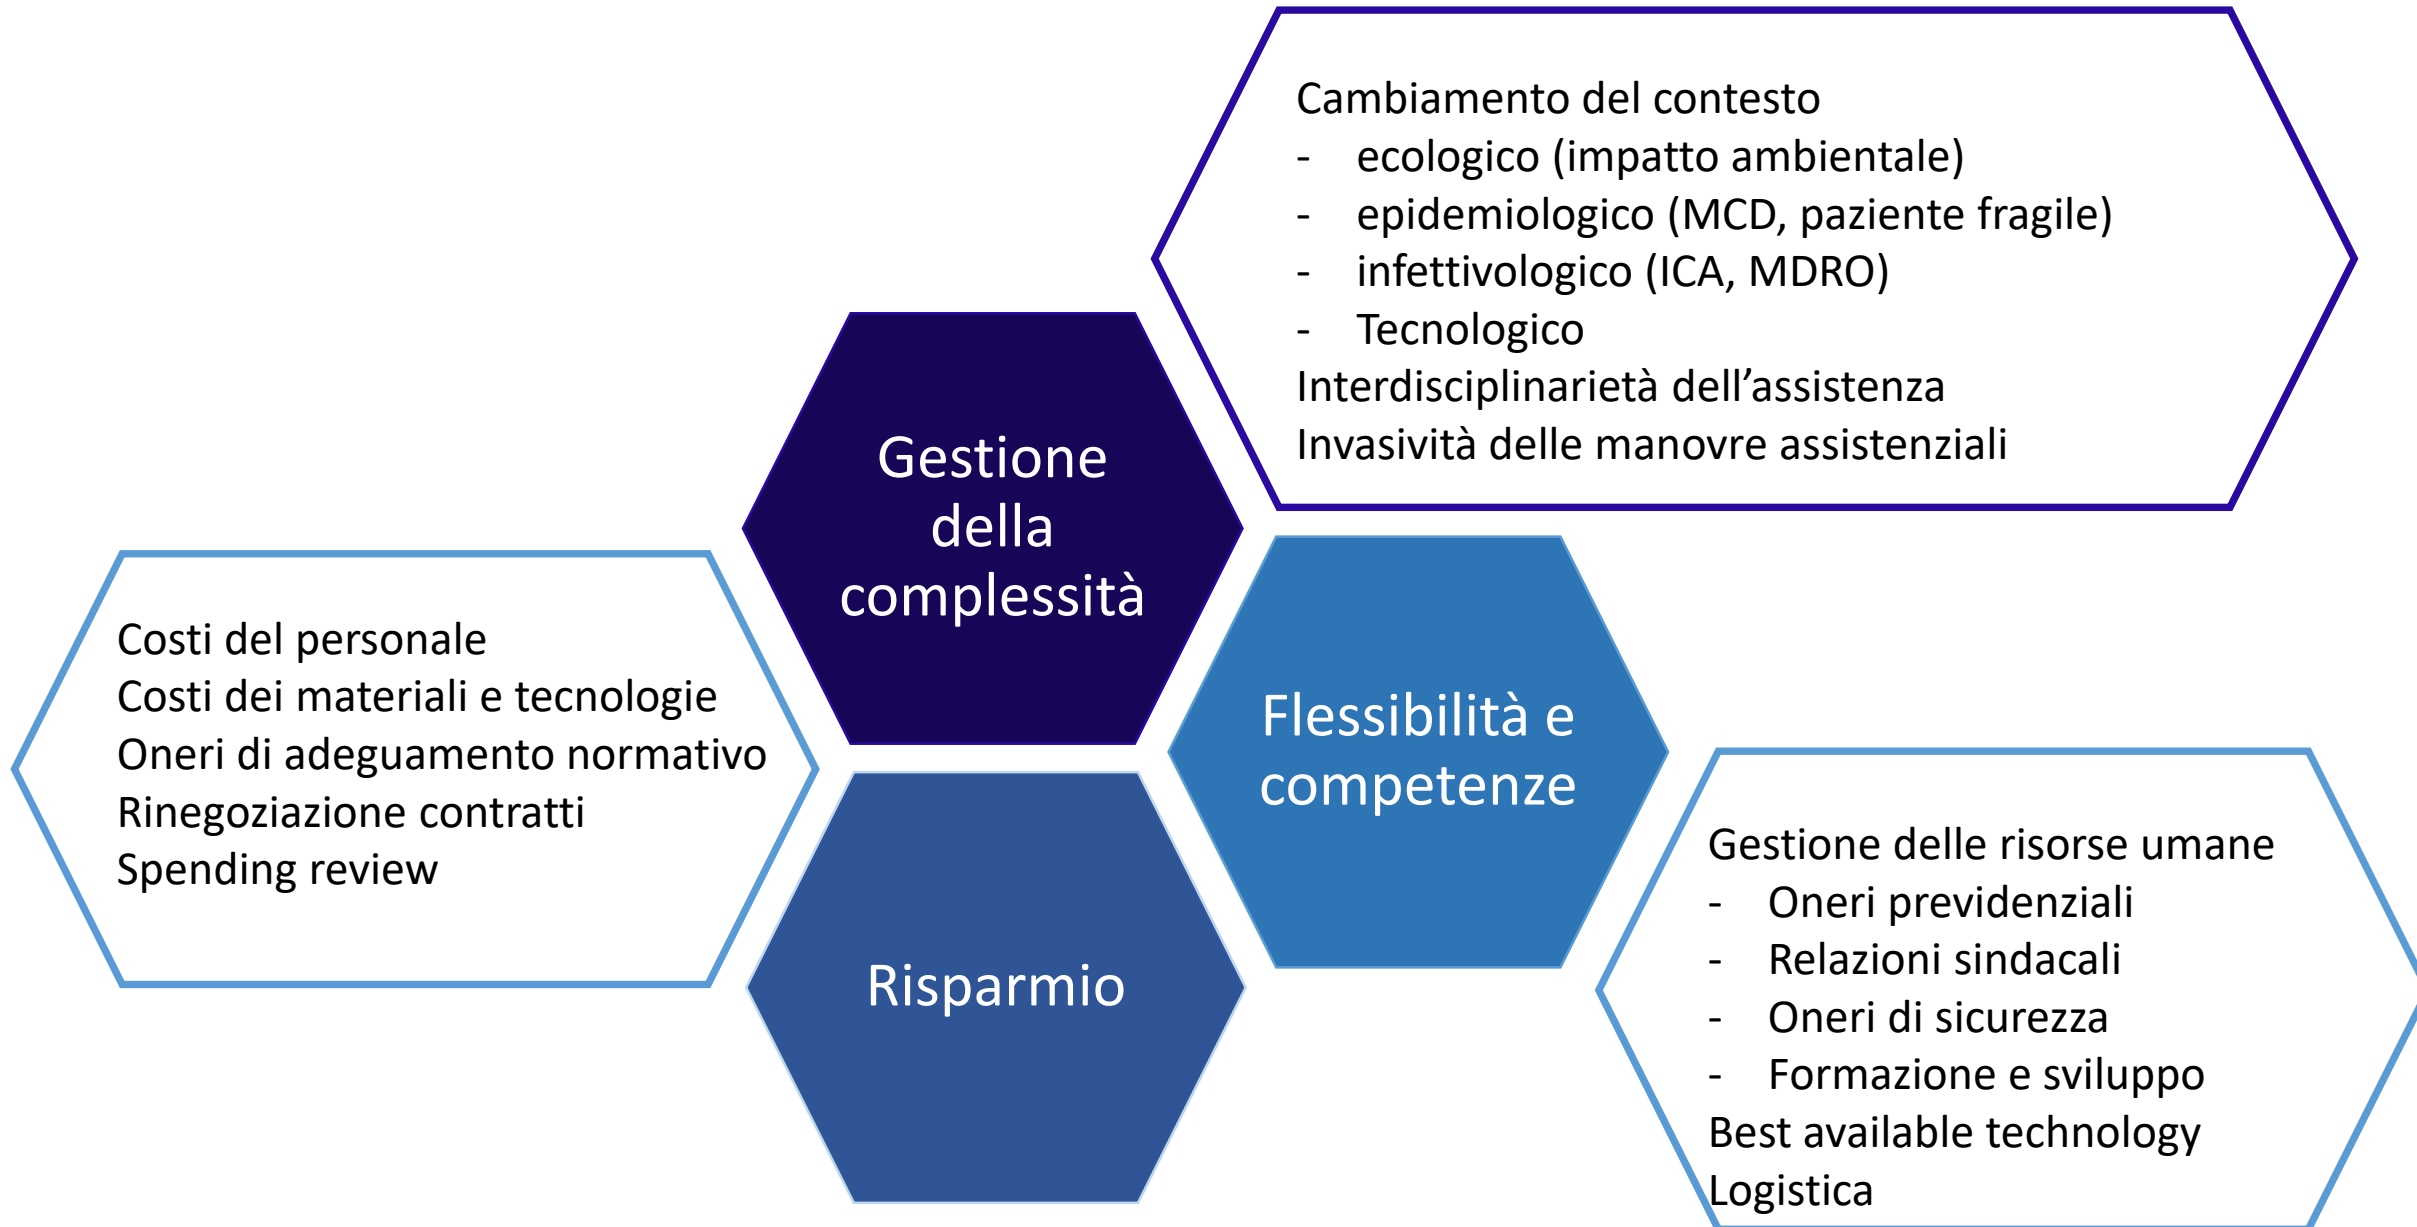 Cambiamento del contesto
- ecologico (impatto ambientale)
- epidemiologico (MCD, paziente fragile)
- infettivologico (ICA, MDRO)
- Tecnologico
Interdisciplinarietà dell’assistenza
Invasività delle manovre assistenziali
Gestione
della
complessità
Costi del personale
Costi dei materiali e tecnologie
Oneri di adeguamento normativo
Rinegoziazione contratti
Spending review
Flessibilità e
competenze
Risparmio
Gestione delle risorse umane
- Oneri previdenziali
- Relazioni sindacali
- Oneri di sicurezza
- Formazione e sviluppo
Best available technology
Logistica